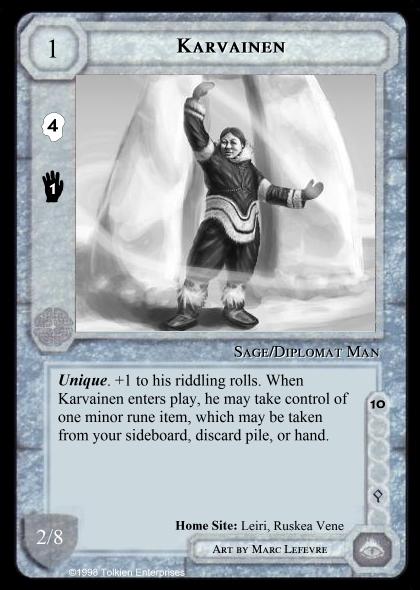 1
KARVAINEN
4
1
SAGE/DIPLOMAT MAN
Unique. +1 to his riddling rolls. When
Karvainen enters play, he may take control of
one minor rune item, which may be taken
from your sideboard, discard pile, or hand.
10
Home Site: Leiri, Ruskea Vene
2/8
ART BY MARC LEFEVRE
©1998 Tolkien Enterprises